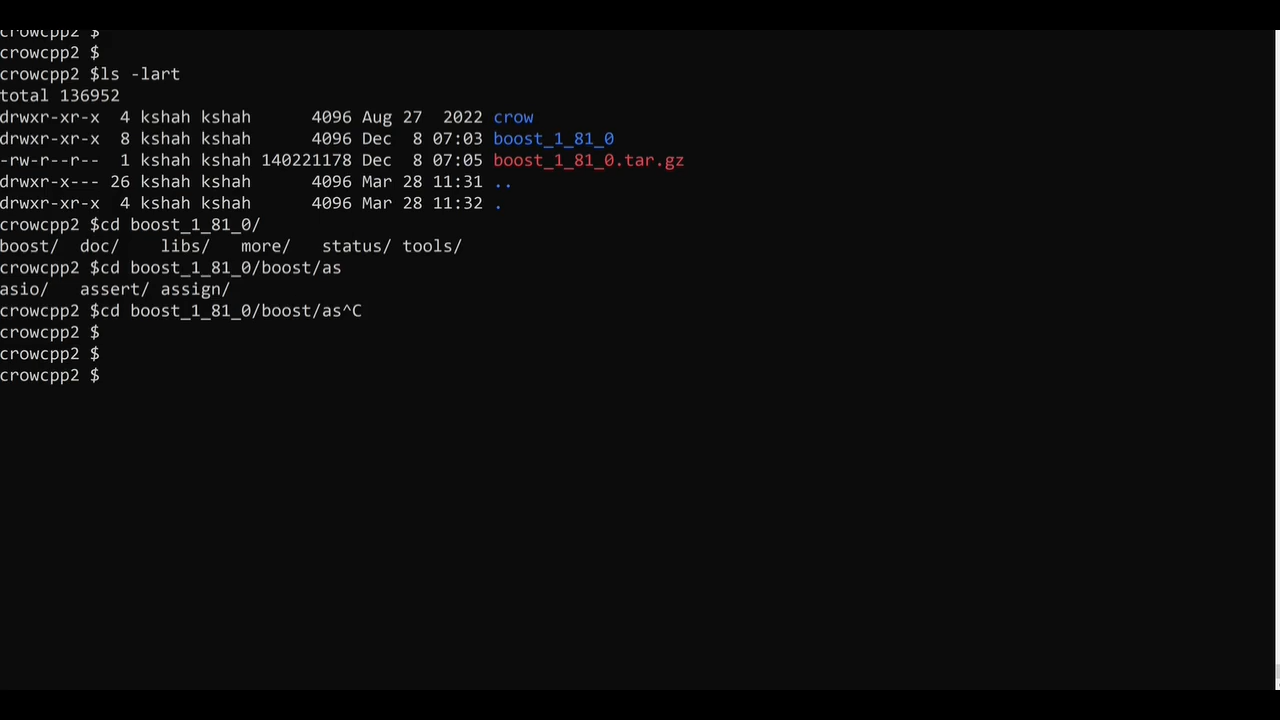 crowcpp2 $
crowcpp2 $
crowcpp2 $ls -lart
total 136952
drwxr-xr-x  4 kshah kshah      4096 Aug 27  2022 crow
drwxr-xr-x  8 kshah kshah      4096 Dec  8 07:03 boost_1_81_0
-rw-r--r--  1 kshah kshah 140221178 Dec  8 07:05 boost_1_81_0.tar.gz
drwxr-x--- 26 kshah kshah      4096 Mar 28 11:31 ..
drwxr-xr-x  4 kshah kshah      4096 Mar 28 11:32 .
crowcpp2 $cd boost_1_81_0/
boost/  doc/    libs/   more/   status/ tools/
crowcpp2 $cd boost_1_81_0/boost/as
asio/   assert/ assign/
crowcpp2 $cd boost_1_81_0/boost/as^C
crowcpp2 $
crowcpp2 $
crowcpp2 $